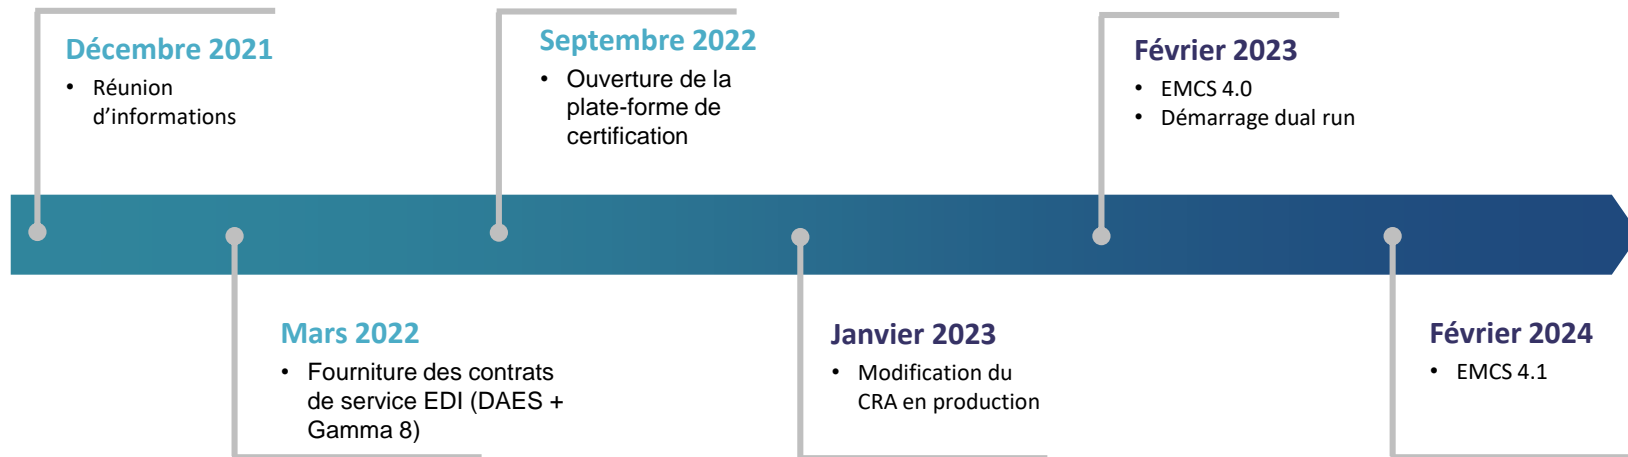 Décembre 2021
• Réunion
d’informations
Septembre 2022
• Ouverture de la
plate-forme de
certification
Février 2023
• EMCS 4.0
• Démarrage dual run
Mars 2022
• Fourniture des contrats
de service EDI (DAES +
Gamma 8)
Janvier 2023
• Modification du
CRA en production
Février 2024
• EMCS 4.1